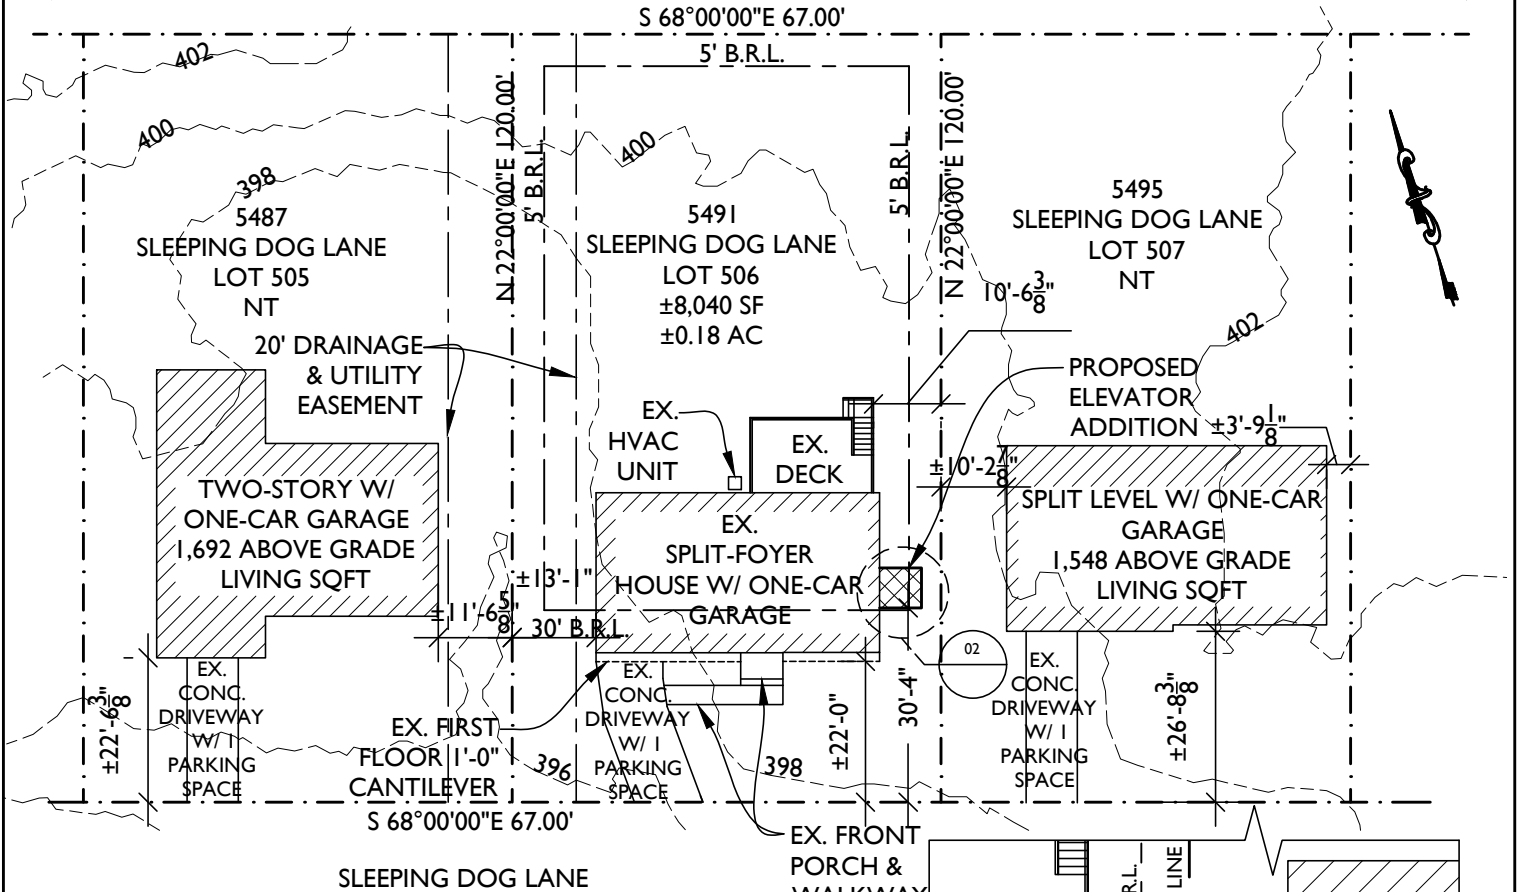 S 68°00'00"E 67.00'
5' B.R.L.
402
400
398
400
N 22°00'00"E 120.00'
5' B.R.L.
5' B.R.L.
N 22°00'00"E 120.00'
5487
SLEEPING DOG LANE
LOT 505
NT
5491
SLEEPING DOG LANE
LOT 506
±8,040 SF
±0.18 AC
5495
SLEEPING DOG LANE
LOT 507
NT
10'-6 3/8"
402
20' DRAINAGE
& UTILITY
EASEMENT
PROPOSED
ELEVATOR
ADDITION
±3'-9 1/8"
EX.
HVAC
UNIT
EX.
DECK
±10'-2 7/8"
TWO-STORY W/
ONE-CAR GARAGE
1,692 ABOVE GRADE
LIVING SQFT
EX.
SPLIT-FOYER
HOUSE W/ ONE-CAR
GARAGE
SPLIT LEVEL W/ ONE-CAR
GARAGE
1,548 ABOVE GRADE
LIVING SQFT
±13'-1"
±11'-6 5/8"
30' B.R.L.
02
±22'-6 3/8"
EX.
CONC.
DRIVEWAY
W/ 1
PARKING
SPACE
EX. FIRST
FLOOR 1'-0"
CANTILEVER
396
EX.
CONC.
DRIVEWAY
W/ 1
PARKING
SPACE
398
±22'-0"
30'-4"
EX.
CONC.
DRIVEWAY
W/ 1
PARKING
SPACE
±26'-8 3/8"
S 68°00'00"E 67.00'
SLEEPING DOG LANE
EX. FRONT
PORCH &
WALKWAY
R.L.
LINE